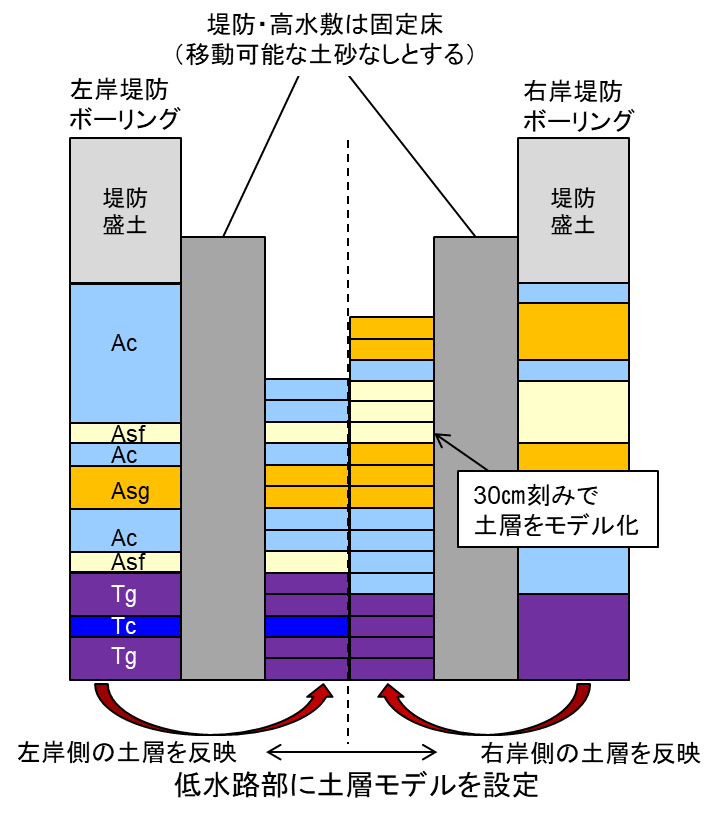 堤防・高水敷は固定床
（移動可能な土砂なしとする）
左岸堤防
ボーリング
右岸堤防
ボーリング
堤防
盛土
堤防
盛土
Ac
Asf
Ac
Asg
Ac
Asf
Tg
Tc
Tg
30㎝刻みで
土層をモデル化
左岸側の土層を反映
右岸側の土層を反映
低水路部に土層モデルを設定